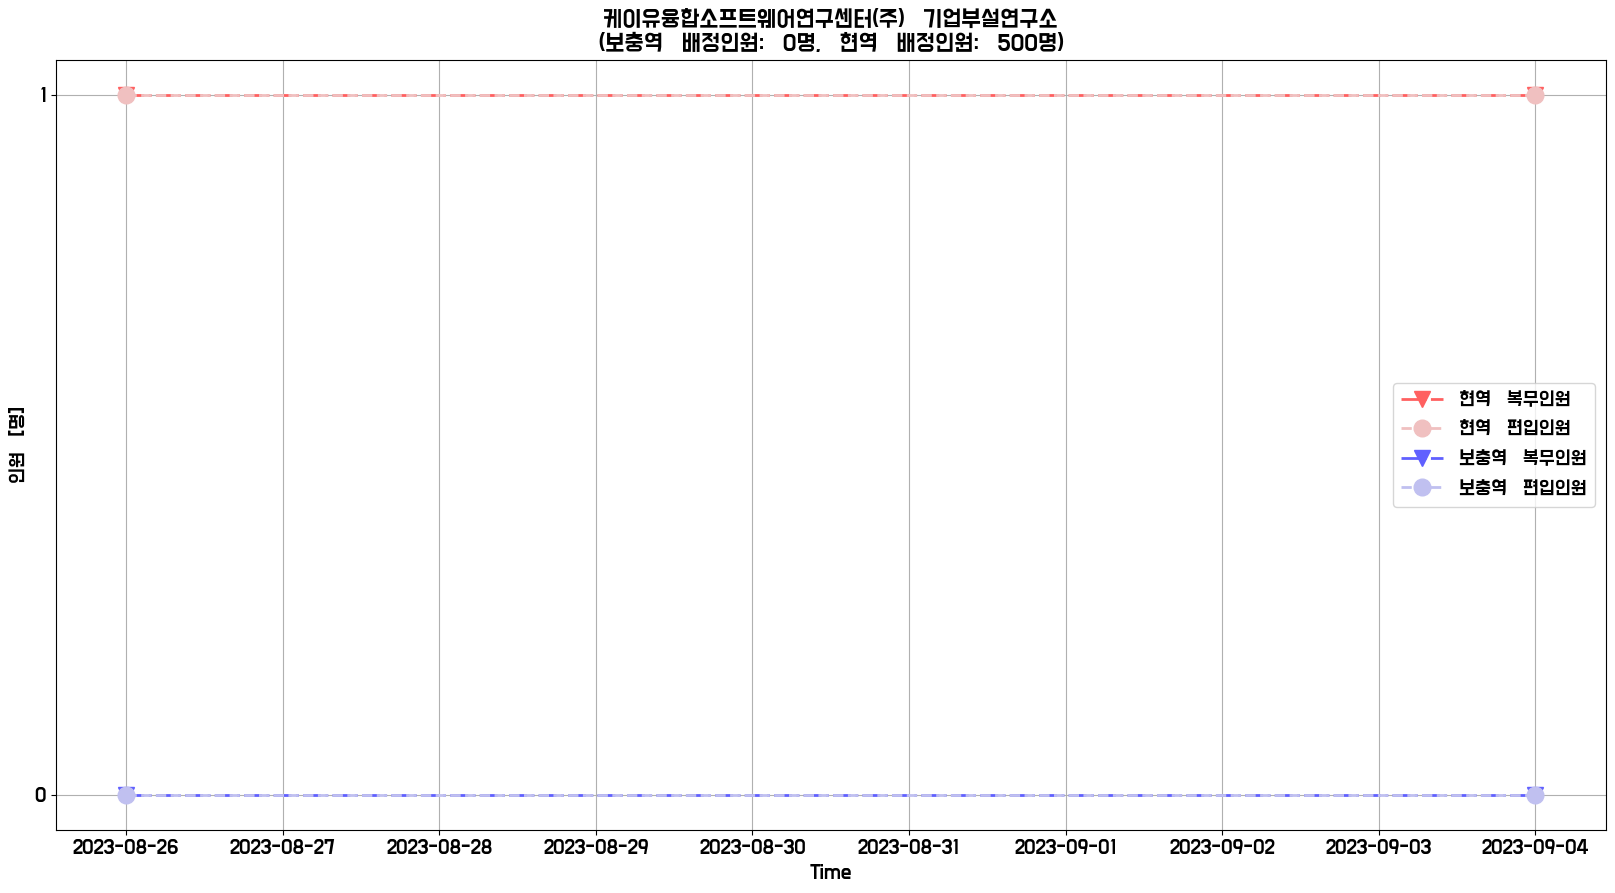 케이유융합소프트웨어연구센터(주) 기업부설연구소
(보충역 배정인원: 0명, 현역 배정인원: 500명)
1
0
인원 [명]
현역 복무인원
현역 편입인원
보충역 복무인원
보충역 편입인원
2023-08-26 2023-08-27 2023-08-28 2023-08-29 2023-08-30 2023-08-31 2023-09-01 2023-09-02 2023-09-03 2023-09-04
Time